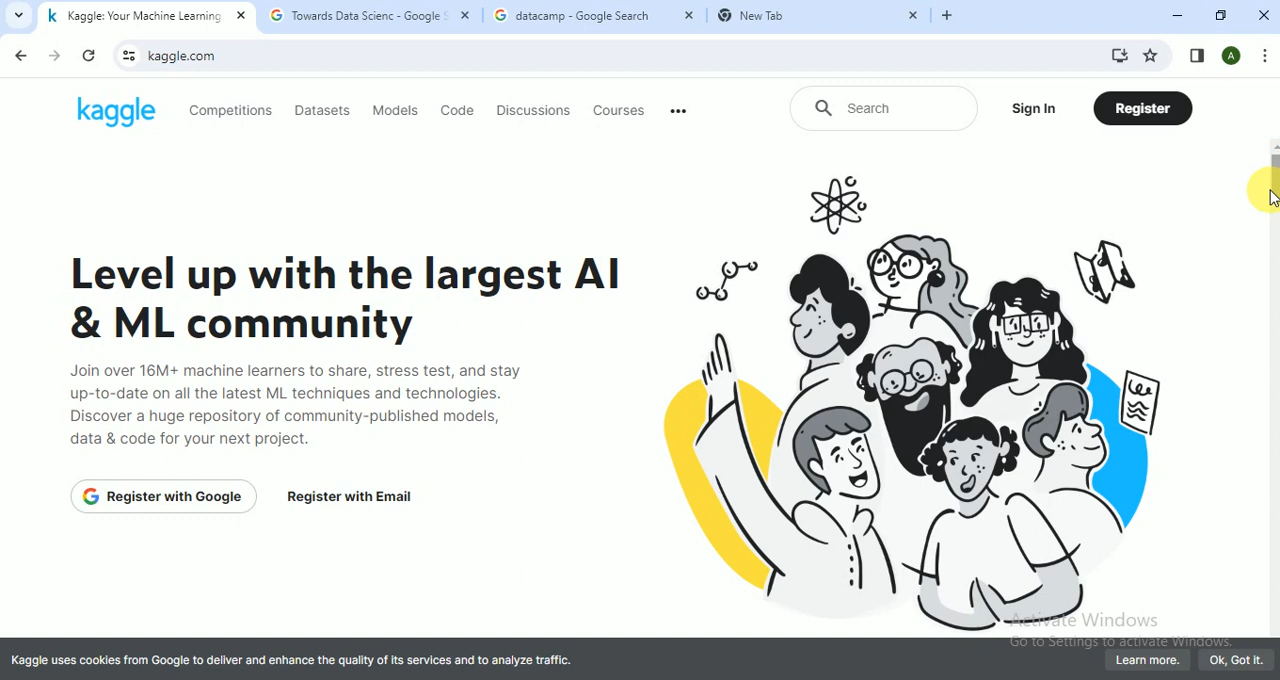 Kaggle: Your Machine Learning
Towards Data Scienc - Google S
datacamp - Google Search
New Tab
kaggle.com
A
kaggle
Competitions
Datasets
Models
Code
Discussions
Courses
Search
Sign In
Register
Level up with the largest AI
& ML community
Join over 16M+ machine learners to share, stress test, and stay
up-to-date on all the latest ML techniques and technologies.
Discover a huge repository of community-published models,
data & code for your next project.
Register with Google
Register with Email
Activate Windows
Go to Settings to activate Windows.
Kaggle uses cookies from Google to deliver and enhance the quality of its services and to analyze traffic.
Learn more.
Ok, Got it.